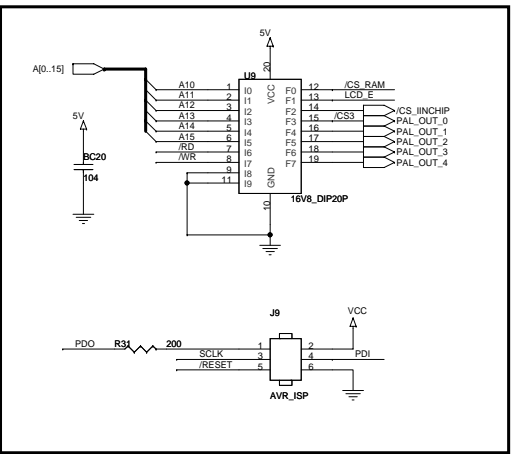 5V
A[0..15]
U9
20
A10 1 I0 VCC F0 12 /CS_RAM
A11 2 I1 F1 13 LCD_E
A12 3 I2 F2 14 /CS_IINCHIP
A13 4 I3 F3 15 /CS3 PAL_OUT_0
A14 5 I4 F4 16 PAL_OUT_1
A15 6 I5 F5 17 PAL_OUT_2
/RD 7 I6 F6 18 PAL_OUT_3
/WR 8 I7 F7 19 PAL_OUT_4
9 I8 GND
11 I9
10
16V8_DIP20P
5V
BC20
104
J9
VCC
PDO R31 200 1 2
SCLK 3 4 PDI
/RESET 5 6
AVR_ISP